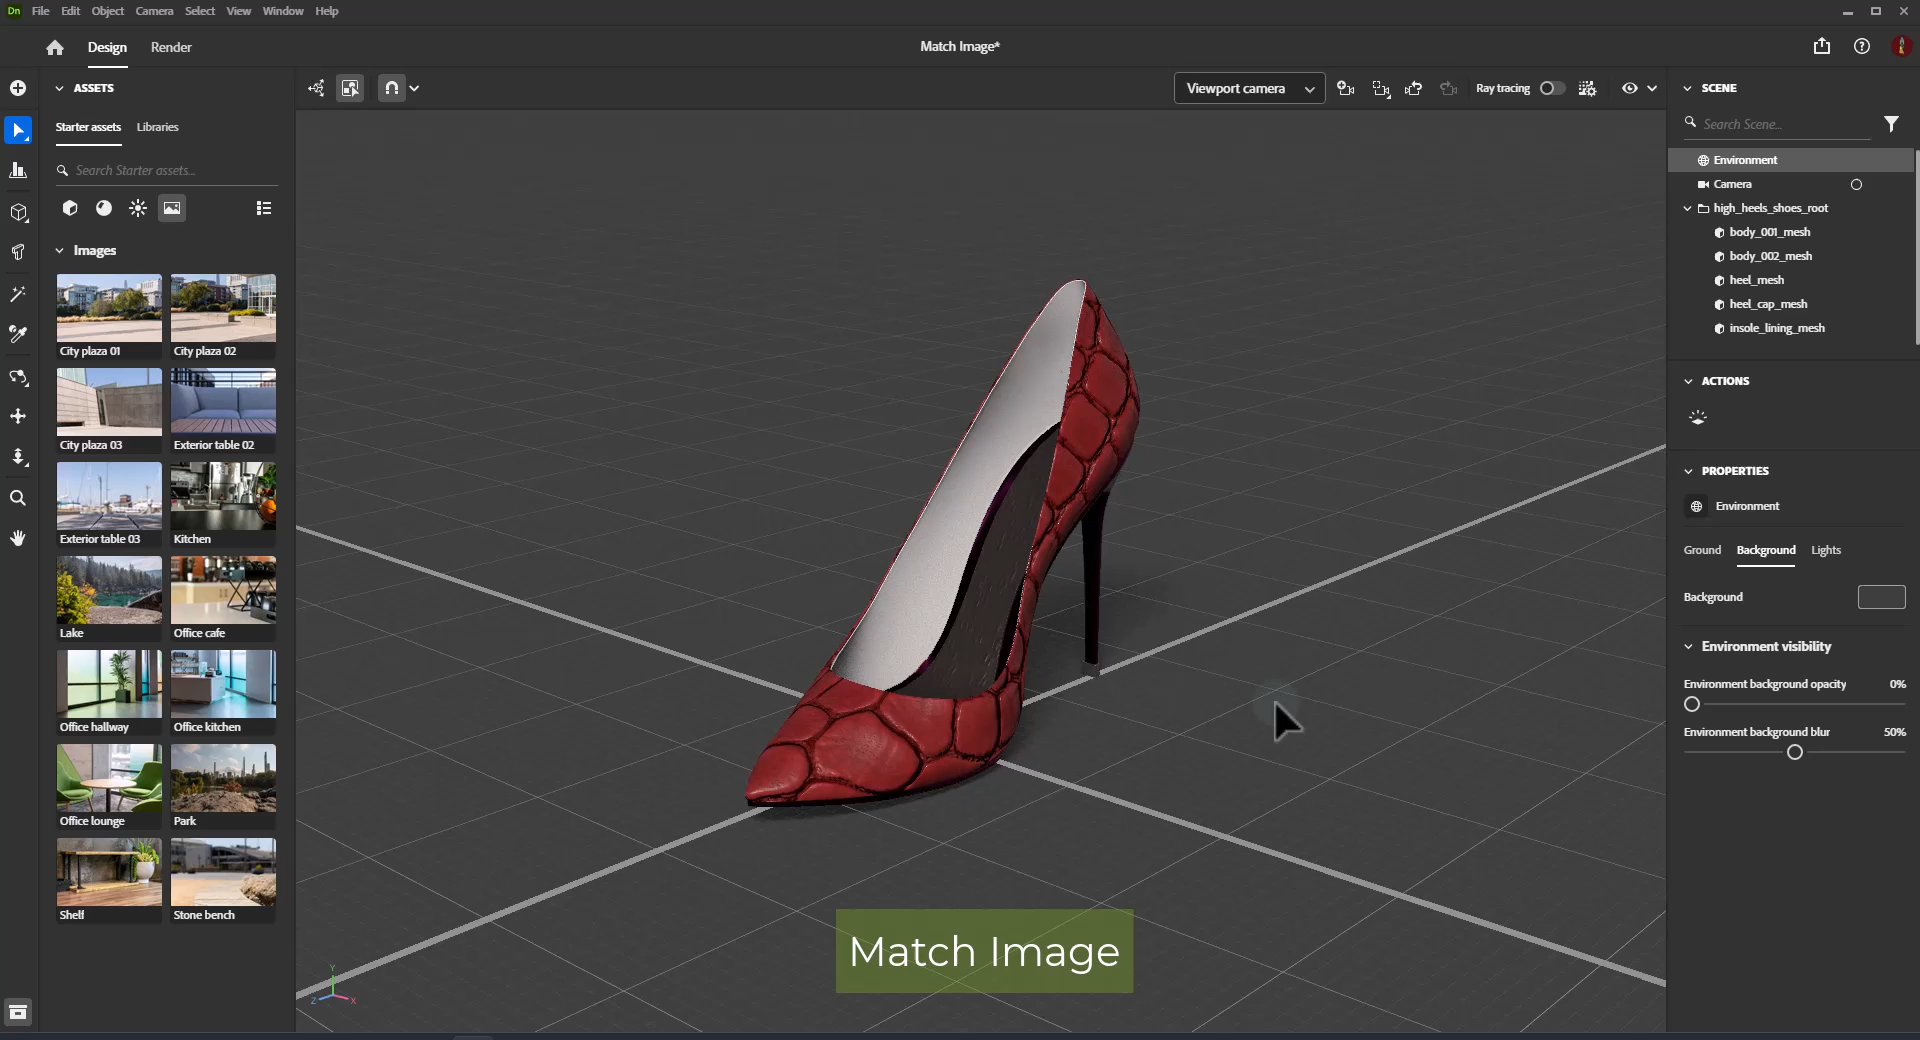 Dn File Edit Object Camera Select View Window Help
Design Render
Match Image*
ASSETS
Starter assets Libraries
Search Starter assets...
Images
City plaza 01 City plaza 02
City plaza 03 Exterior table 02
Exterior table 03 Kitchen
Lake Office cafe
Office hallway Office kitchen
Office lounge Park
Shelf Stone bench
Viewport camera
Ray tracing
Match Image
Y
Z X
SCENE
Search Scene...
Environment
Camera
high_heels_shoes_root
body_001_mesh
body_002_mesh
heel_mesh
heel_cap_mesh
insole_lining_mesh
ACTIONS
PROPERTIES
Environment
Ground Background Lights
Background
Environment visibility
Environment background opacity 0%
Environment background blur 50%